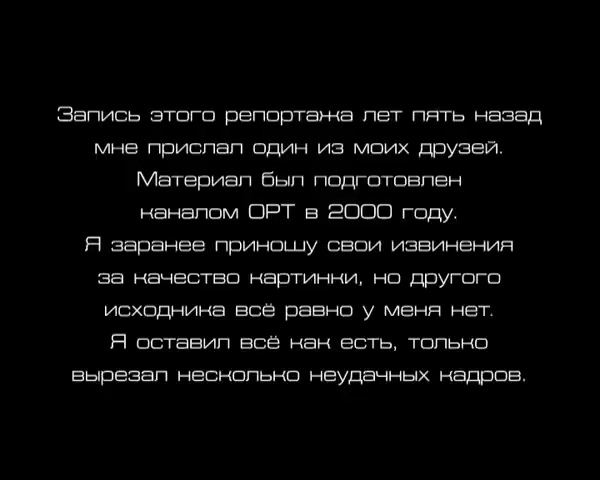 Запись этого репортажа лет пять назад
мне прислал один из моих друзей.
Материал был подготовлен
каналом ОРТ в 2000 году.
Я заранее приношу свои извинения
за качество картинки, но другого
исходника всё равно у меня нет.
Я оставил всё как есть, только
вырезал несколько неудачных кадров.